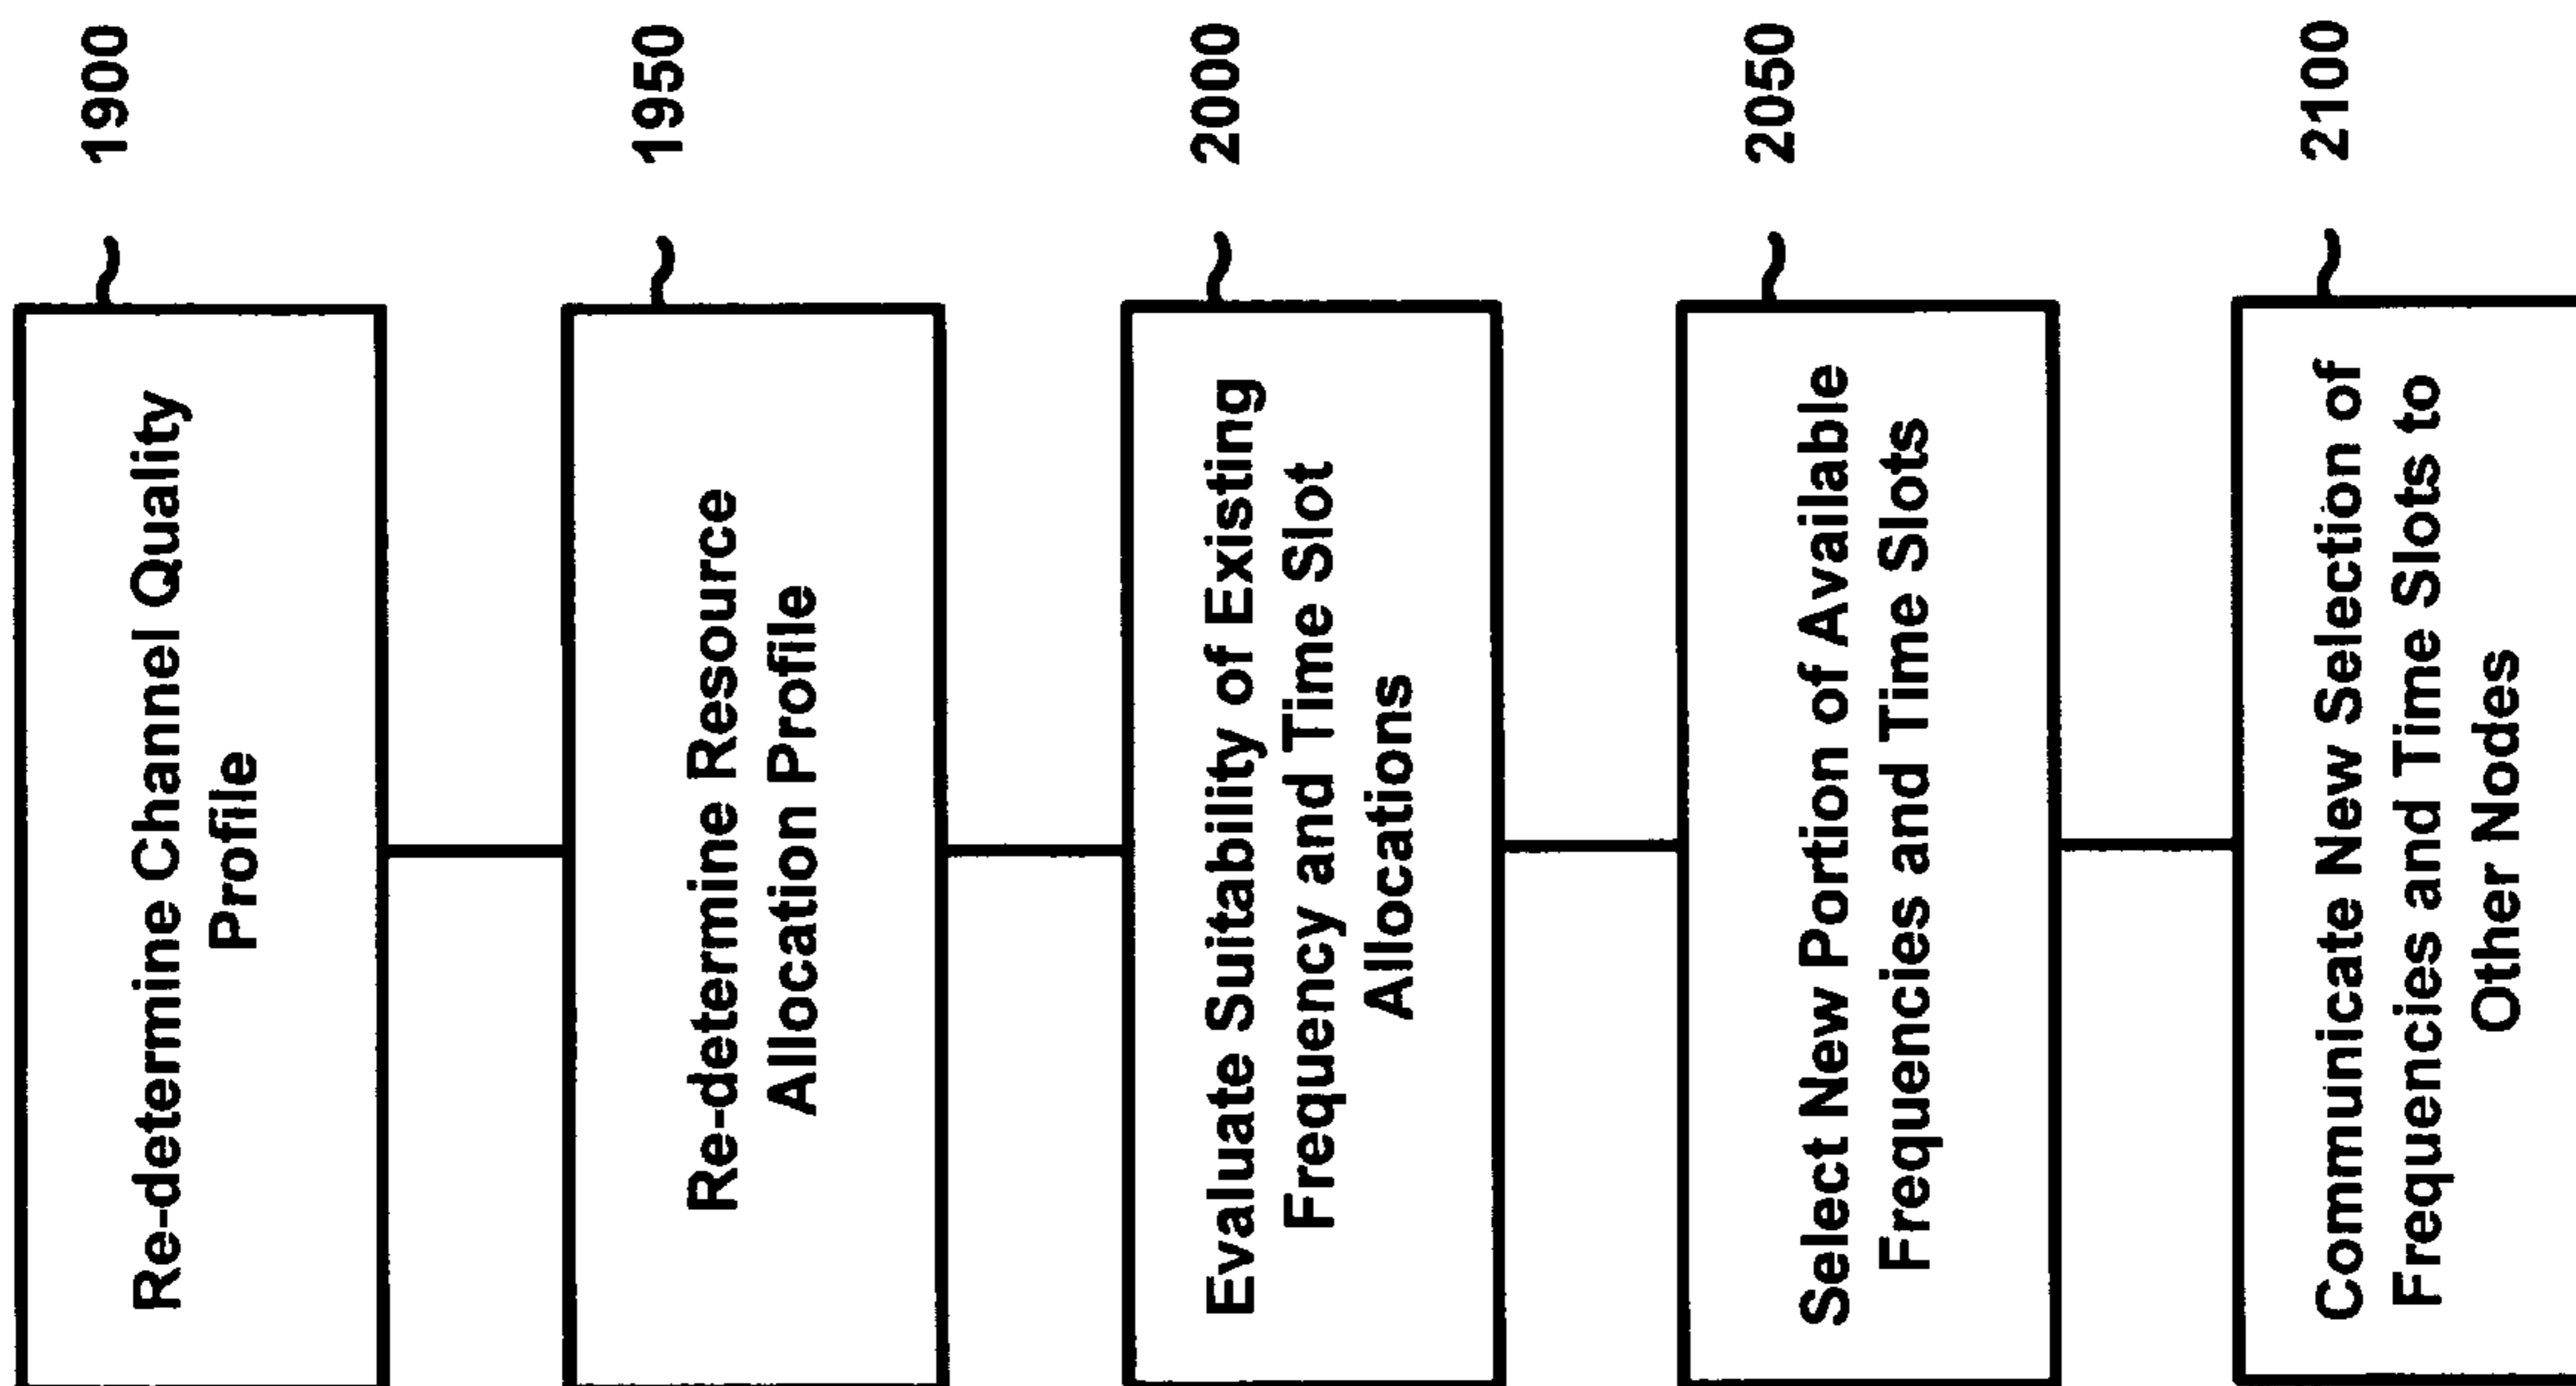 Re-determine Channel Quality
Profile
1900
Re-determine Resource
Allocation Profile
1950
Evaluate Suitability of Existing
Frequency and Time Slot
Allocations
2000
Select New Portion of Available
Frequencies and Time Slots
2050
Communicate New Selection of
Frequencies and Time Slots to
Other Nodes
2100